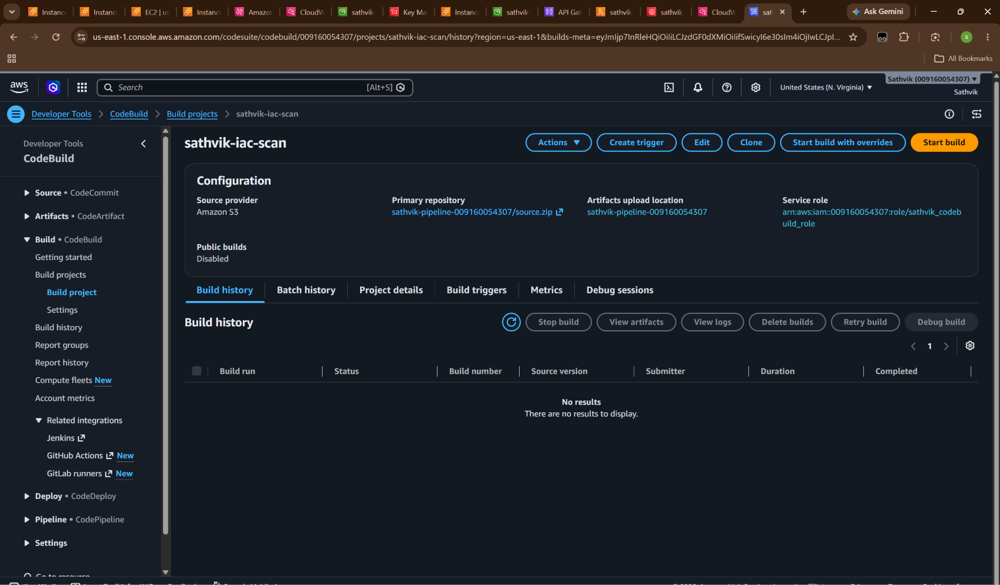 Instanc
Instance
EC2 | us
Instance
Amazon
CloudW
sathvik-
Key Ma
Instance
sathvik-
API Gat
sathvik
sathvik
CloudW
sat
Ask Gemini
us-east-1.console.aws.amazon.com/codesuite/codebuild/009160054307/projects/sathvik-iac-scan/history?region=us-east-1&builds-meta=eyJmIjp7InRleHQiOiIiLCJzdGF0dXMiOiIifSwicyI6e30sIm4iOjIwLCJpI...
S
All Bookmarks
aws
Search
[Alt+S]
United States (N. Virginia)
Sathvik (009160054307)
Sathvik
Developer Tools
CodeBuild
Build projects
sathvik-iac-scan
Developer Tools
CodeBuild
Source • CodeCommit
Artifacts • CodeArtifact
Build • CodeBuild
Getting started
Build projects
Build project
Settings
Build history
Report groups
Report history
Compute fleets New
Account metrics
Related integrations
Jenkins
GitHub Actions New
GitLab runners New
Deploy • CodeDeploy
Pipeline • CodePipeline
Settings
Go to resource
sathvik-iac-scan
Actions
Create trigger
Edit
Clone
Start build with overrides
Start build
Configuration
Source provider
Amazon S3
Primary repository
sathvik-pipeline-009160054307/source.zip
Artifacts upload location
sathvik-pipeline-009160054307
Service role
arn:aws:iam::009160054307:role/sathvik_codeb
uild_role
Public builds
Disabled
Build history
Batch history
Project details
Build triggers
Metrics
Debug sessions
Build history
Stop build
View artifacts
View logs
Delete builds
Retry build
Debug build
1
Build run
Status
Build number
Source version
Submitter
Duration
Completed
No results
There are no results to display.